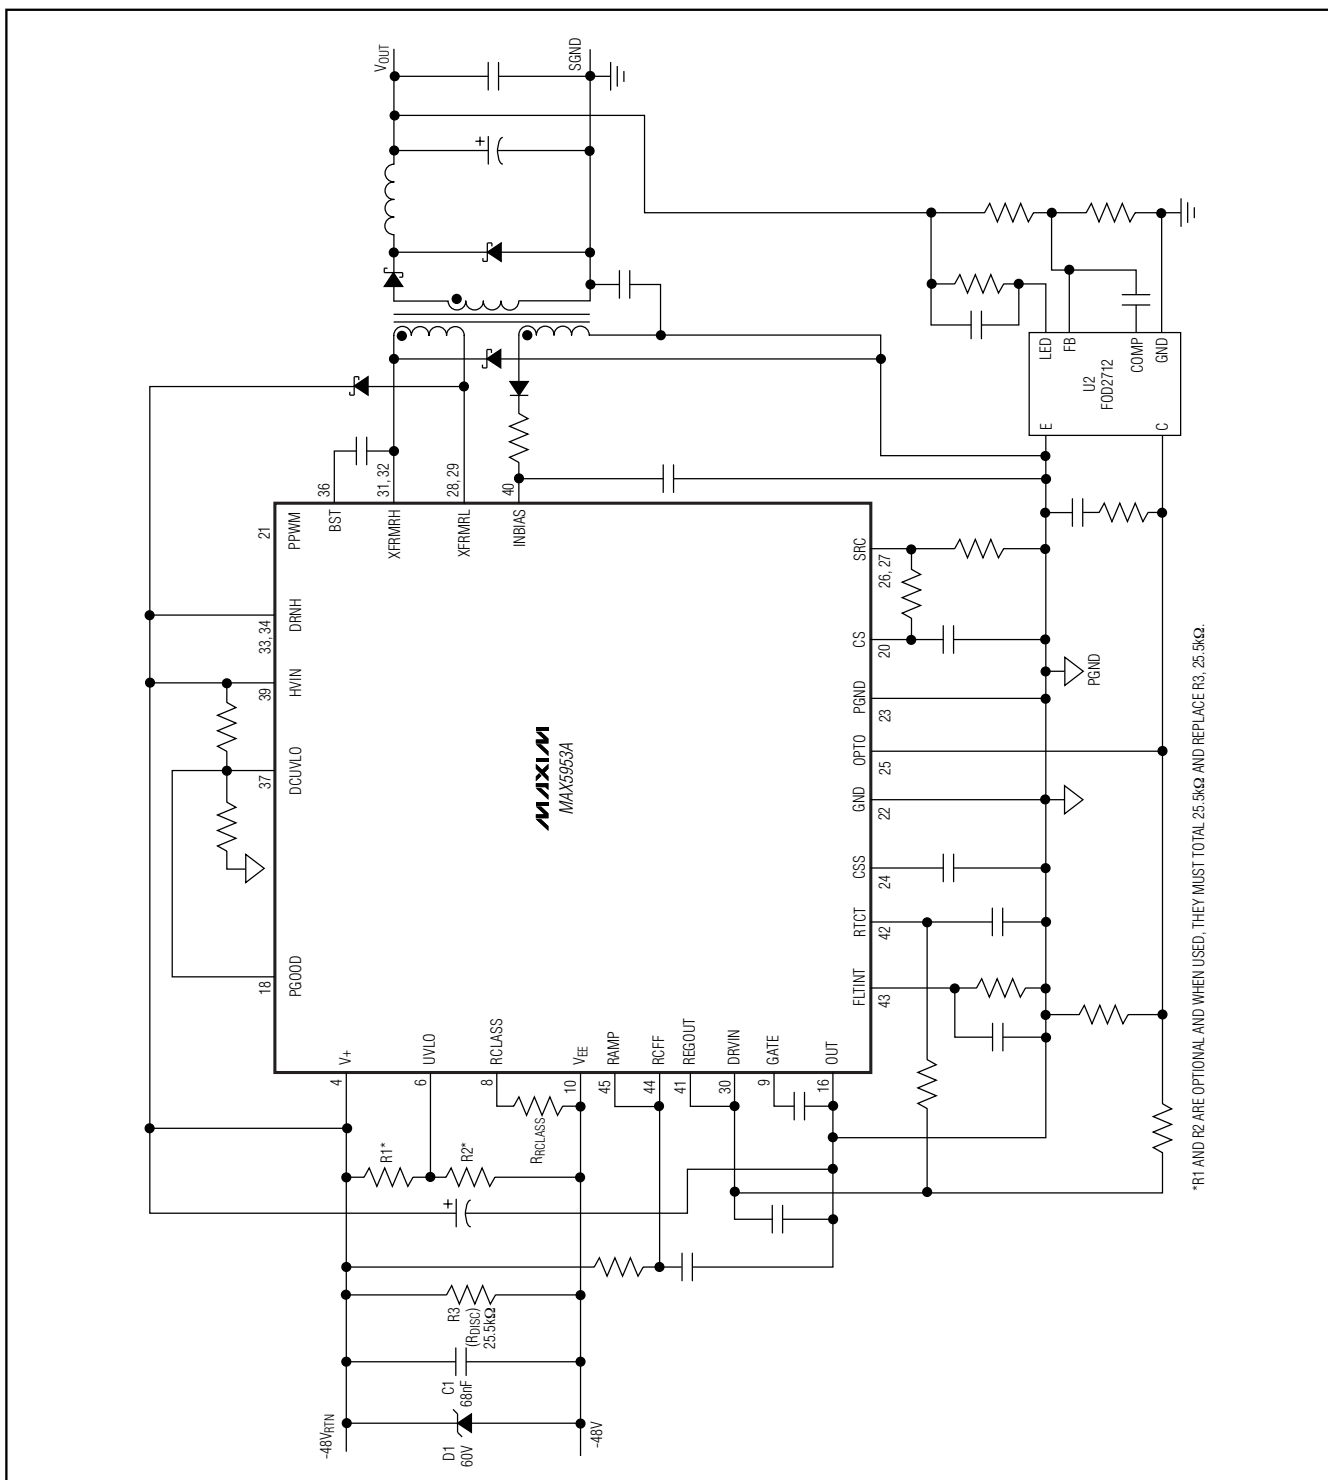 -48VRTN
D1
60V
C1
68nF
-48V
R3
(RDISC)
25.5kΩ
R1*
R2*
RRCLASS
4
V+
6
UVLO
8
RCLASS
10
VEE
45
RAMP
44
RCFF
41
REGOUT
30
DRVIN
9
GATE
16
OUT
18
PGOOD
37
DCUVLO
39
HVIN
33, 34
DRNH
21
PPWM
MAXIM
MAX5953A
43
FLTINT
42
RTCT
24
CSS
22
GND
25
OPTO
23
PGND
20
CS
26, 27
SRC
PGND
36
BST
31, 32
XFRMRH
28, 29
XFRMRL
40
INBIAS
VOUT
SGND
U2
FOD2712
E
C
LED
FB
COMP
GND
*R1 AND R2 ARE OPTIONAL AND WHEN USED, THEY MUST TOTAL 25.5kΩ AND REPLACE R3, 25.5kΩ.